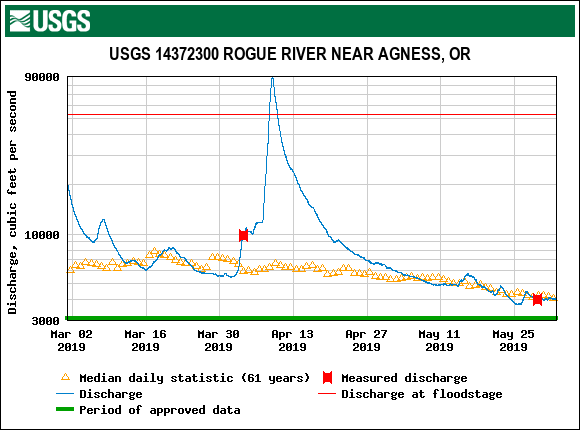 USGS
USGS 14372300 ROGUE RIVER NEAR AGNESS, OR
Discharge, cubic feet per second
90000
10000
3000
Mar 02 Mar 16 Mar 30 Apr 13 Apr 27 May 11 May 25
2019 2019 2019 2019 2019 2019 2019
Median daily statistic (61 years) Measured discharge
Discharge Discharge at floodstage
Period of approved data